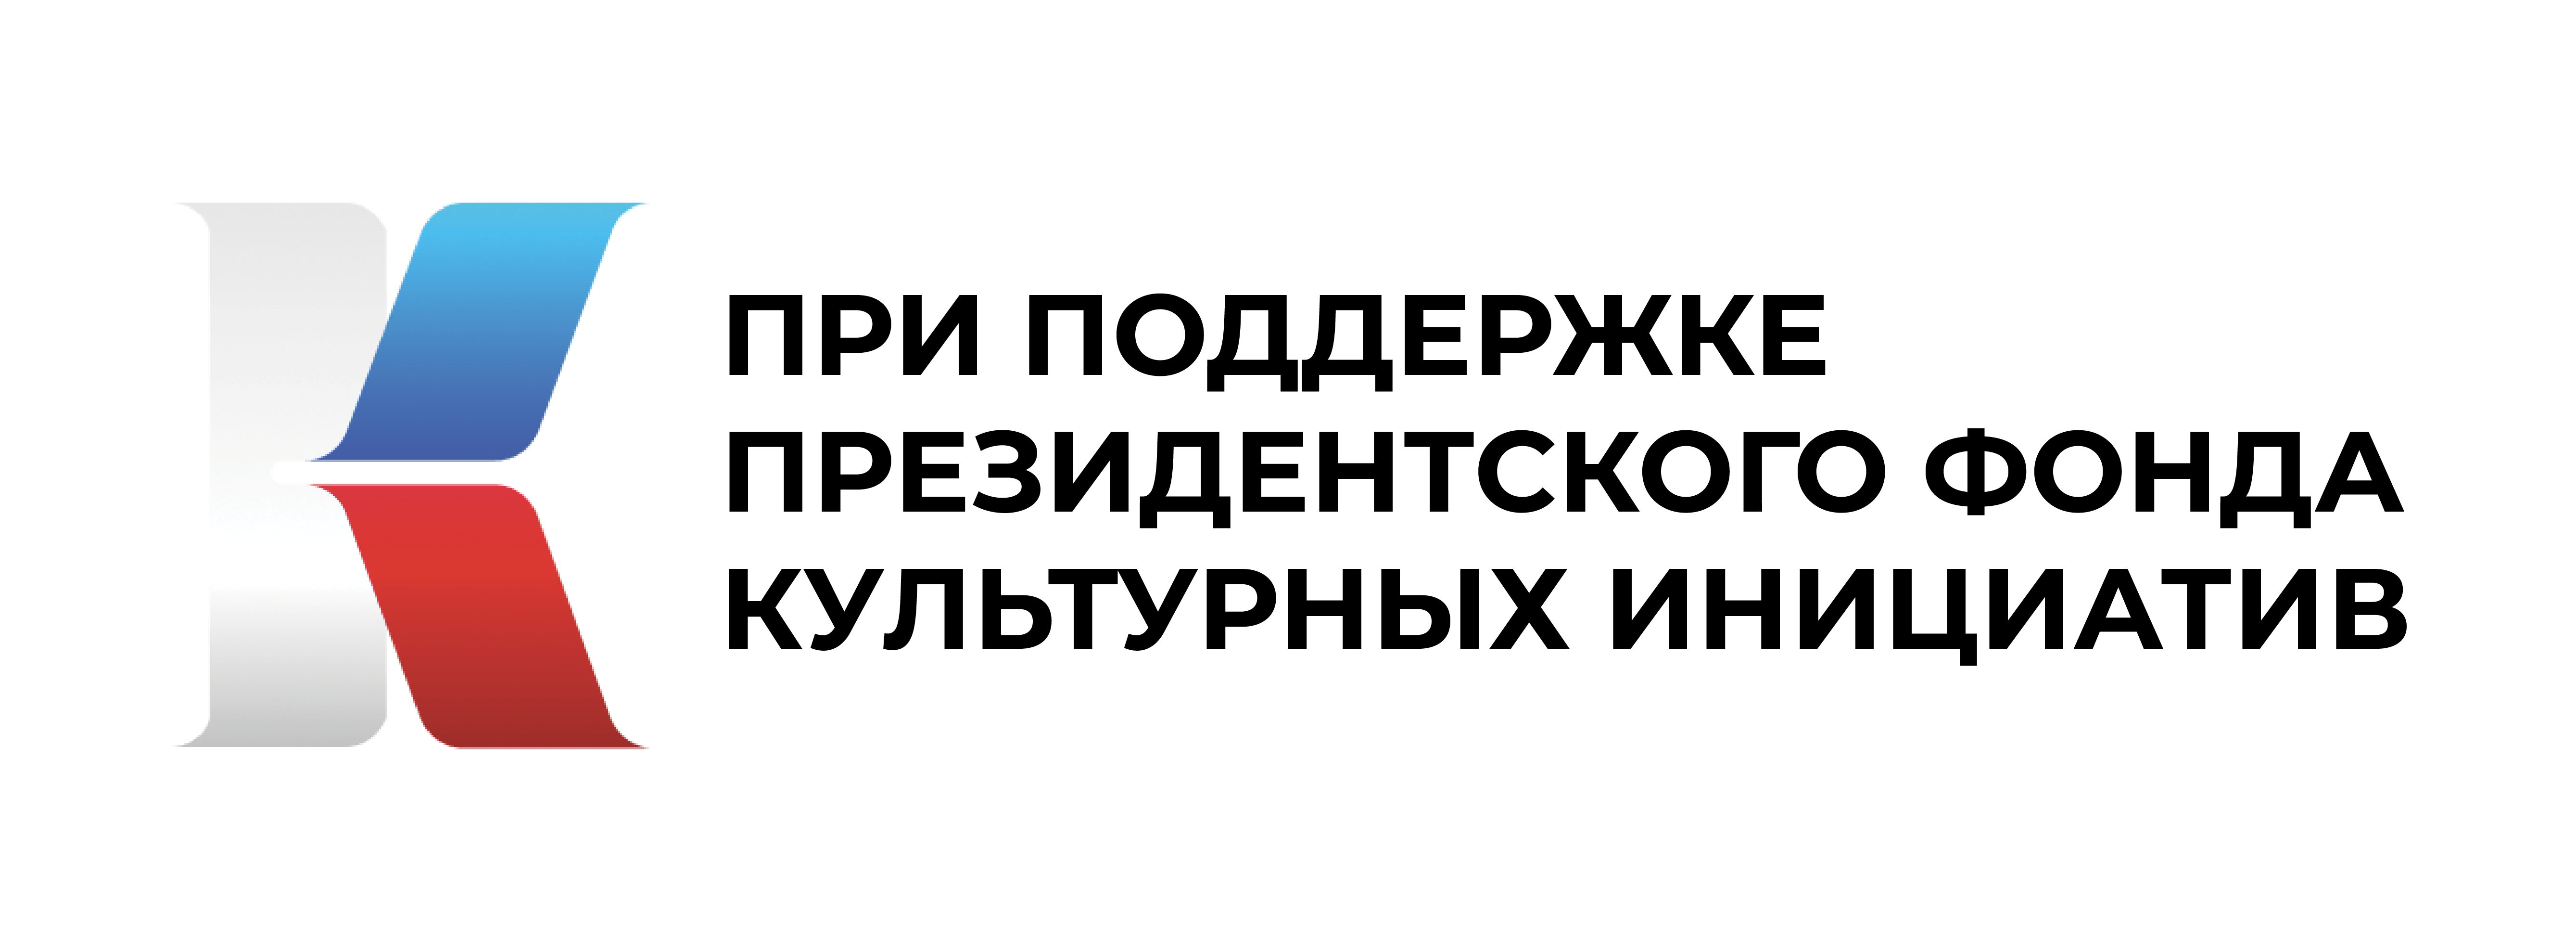 ПРИ ПОДДЕРЖКЕ
ПРЕЗИДЕНТСКОГО ФОНДА
КУЛЬТУРНЫХ ИНИЦИАТИВ